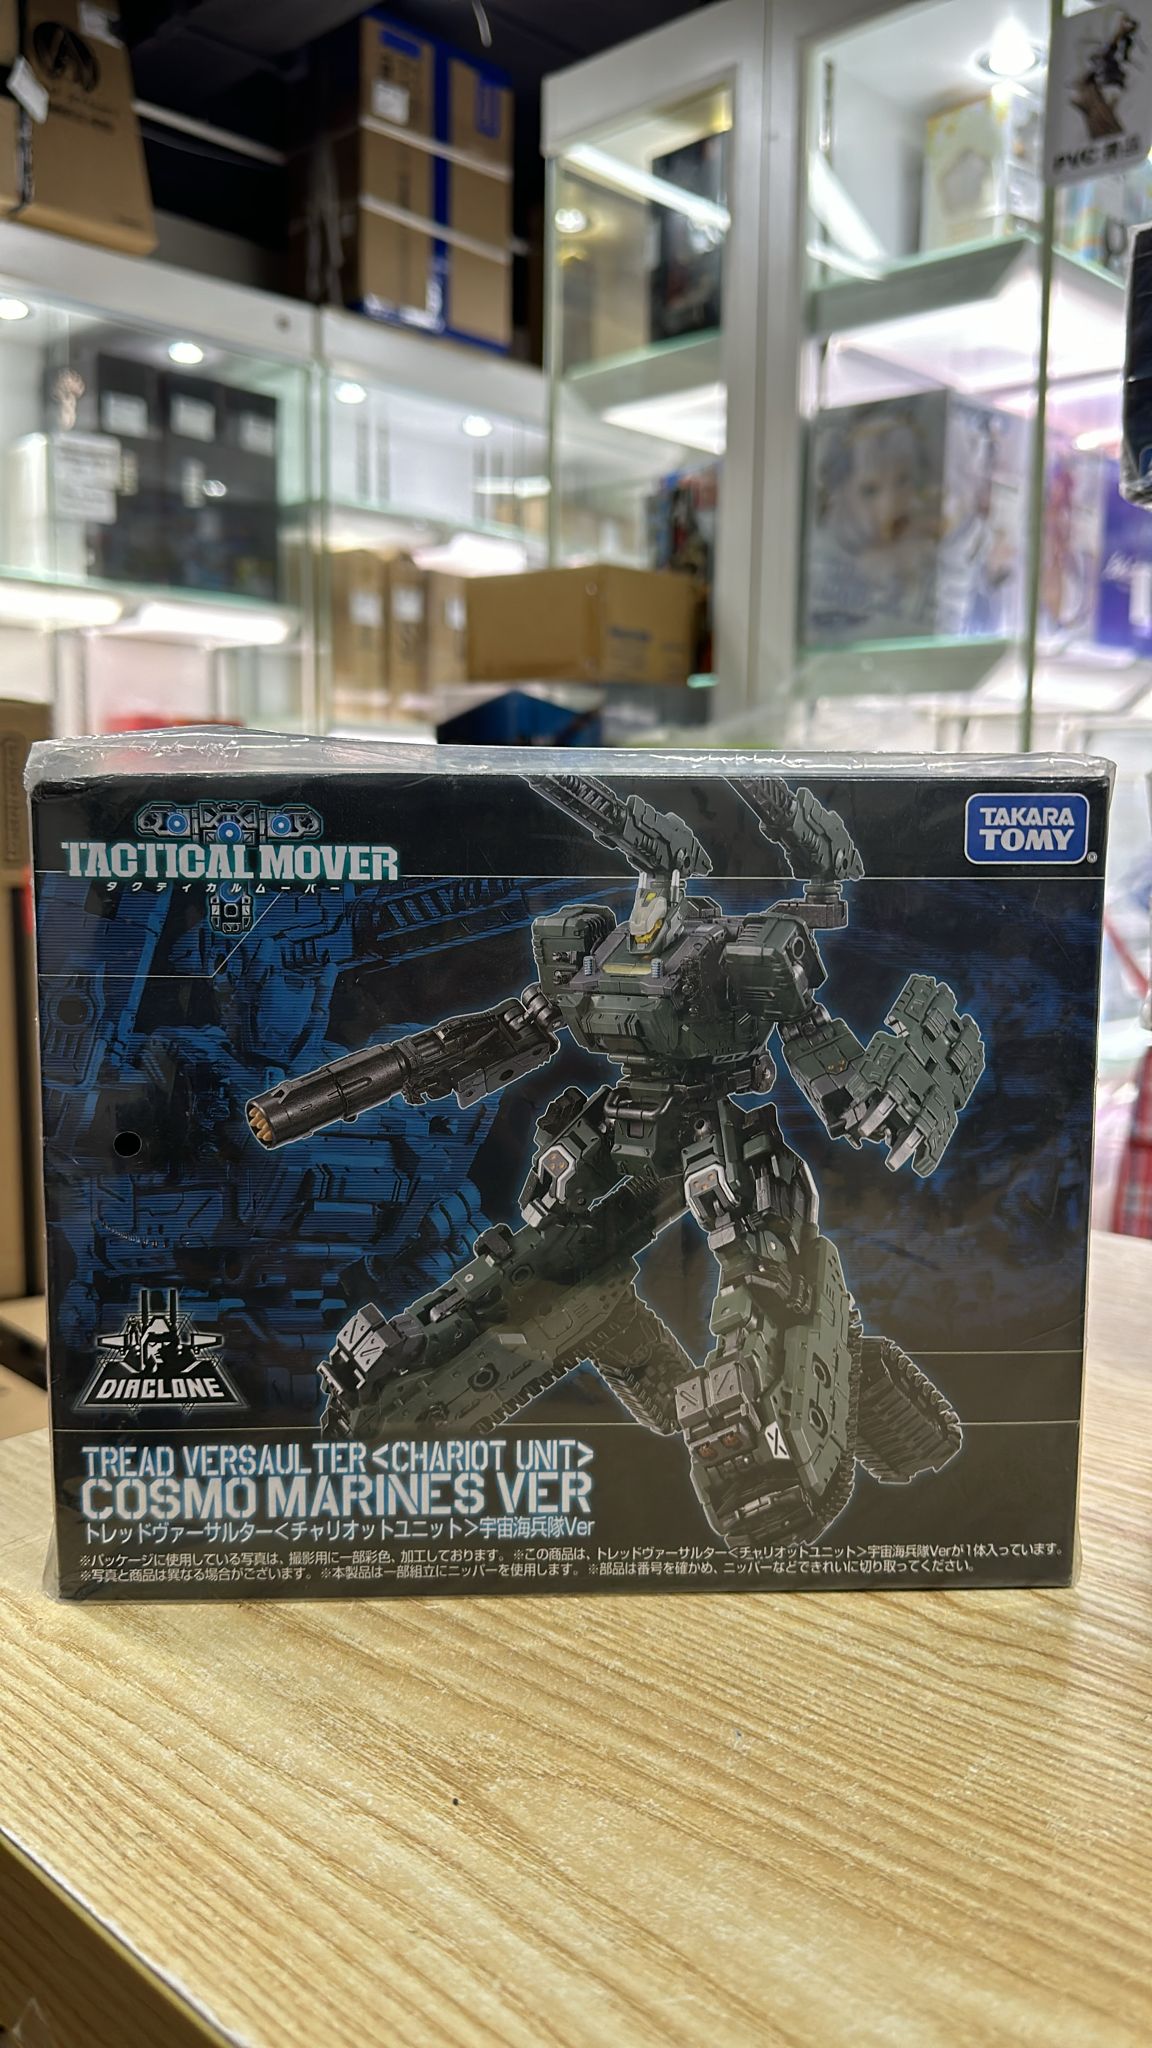 PVC
TACTICAL MOVER
タクティカルムーバー
TAKARA
TOMY
DIACLONE
TREAD VERSAULTER <CHARIOT UNIT>
COSMO MARINES VER
トレッドヴァーサルター<チャリオットユニット>宇宙海兵隊Ver
※パッケージに使用している写真は、撮影用に一部彩色、加工しております。 ※この商品は、トレッドヴァーサルター<チャリオットユニット>宇宙海兵隊Verが1体入っています。
※写真と商品は異なる場合がございます。 ※本製品は一部組立にニッパーを使用します。 ※部品は番号を確かめ、ニッパーなどできれいに切り取ってください。